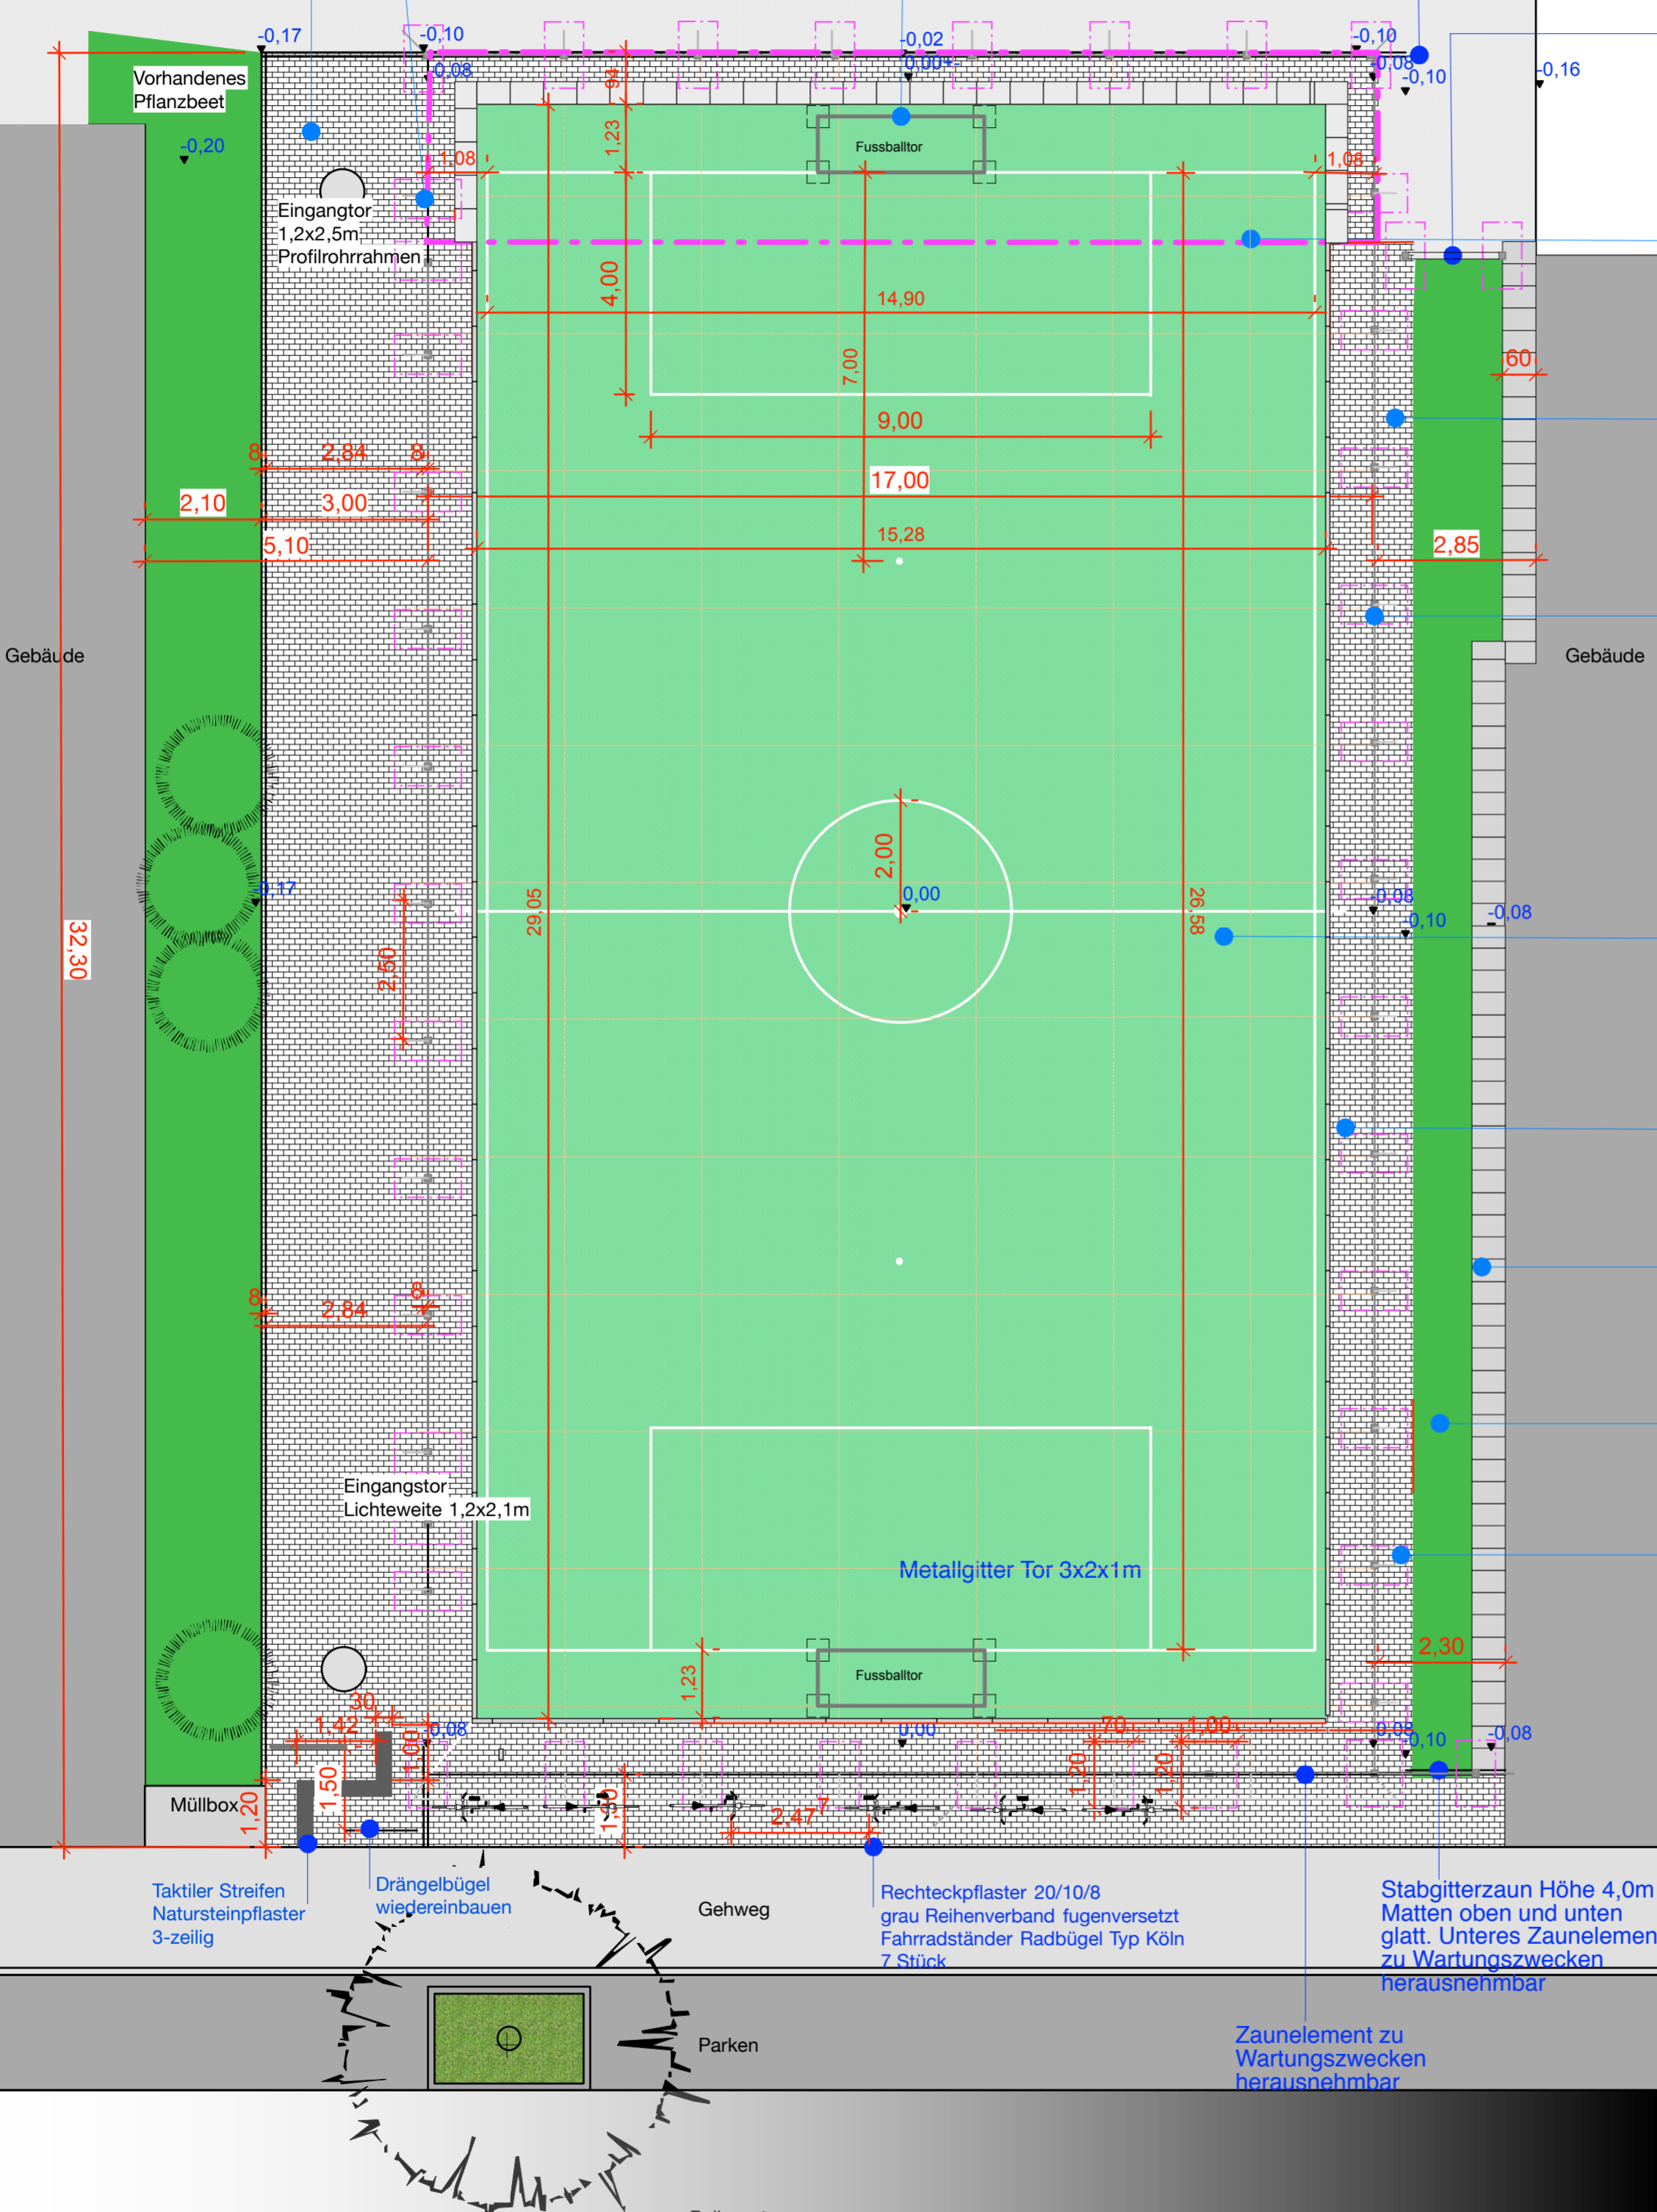 -0,17
-0,10
-0,02
-0,10
0,00+-
-0,08
-0,08
-0,10
-0,16
Vorhandenes
Pflanzbeet
94
-0,20
1,23
Fussballtor
1,08
1,08
Eingangtor
1,2x2,5m
Profilrohrrahmen
4,00
14,90
7,00
60
9,00
8
2,84
8
17,00
2,10
3,00
15,28
5,10
2,85
Gebäude
Gebäude
2,00
-0,17
0,00
-0,08
-0,10
-0,08
29,05
26,58
32,30
2,50
8
8
2,84
Eingangstor
Lichteweite 1,2x2,1m
Metallgitter Tor 3x2x1m
2,30
1,23
Fussballtor
30
1,42
1,00
-0,08
0,00
70
1,00
0,08
-0,10
-0,08
1,20
1,20
1,50
Müllbox
1,20
2,47
7
Taktiler Streifen
Natursteinpflaster
3-zeilig
Drängelbügel
wiedereinbauen
Gehweg
Rechteckpflaster 20/10/8
grau Reihenverband fugenversetzt
Fahrradständer Radbügel Typ Köln
7 Stück
Stabgitterzaun Höhe 4,0m
Matten oben und unten
glatt. Unteres Zaunelemen
zu Wartungszwecken
herausnehmbar
Parken
Zaunelement zu
Wartungszwecken
herausnehmbar